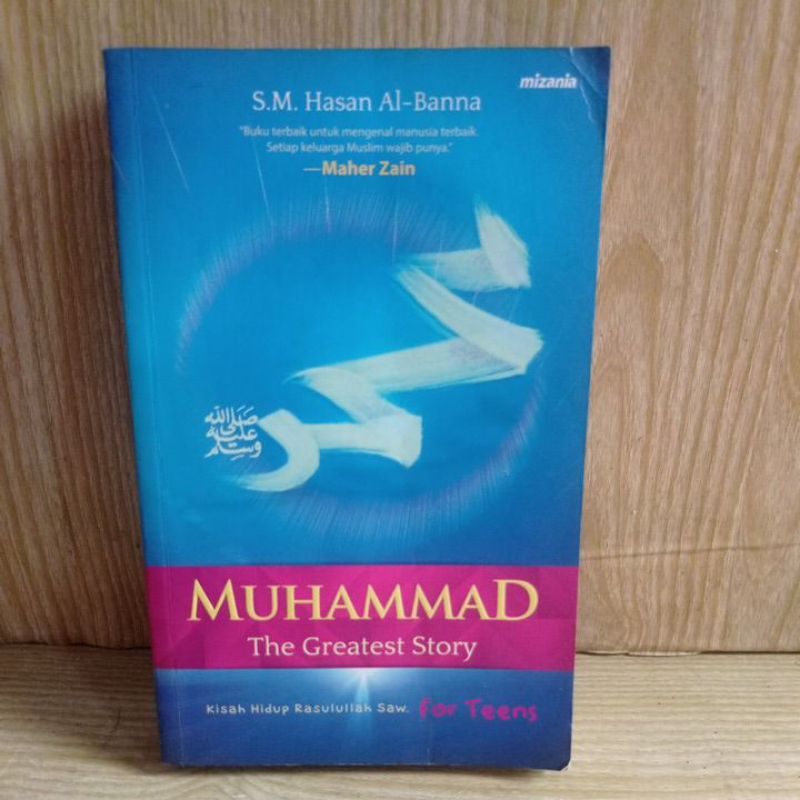 mizania
S.M. Hasan Al-Banna
"Buku terbaik untuk mengenal manusia terbaik.
Setiap keluarga Muslim wajib punya."
—Maher Zain
محمد
صلى الله
عليه
وسلم
MUHAMMAD
The Greatest Story
Kisah Hidup Rasulullah Saw. for Teens